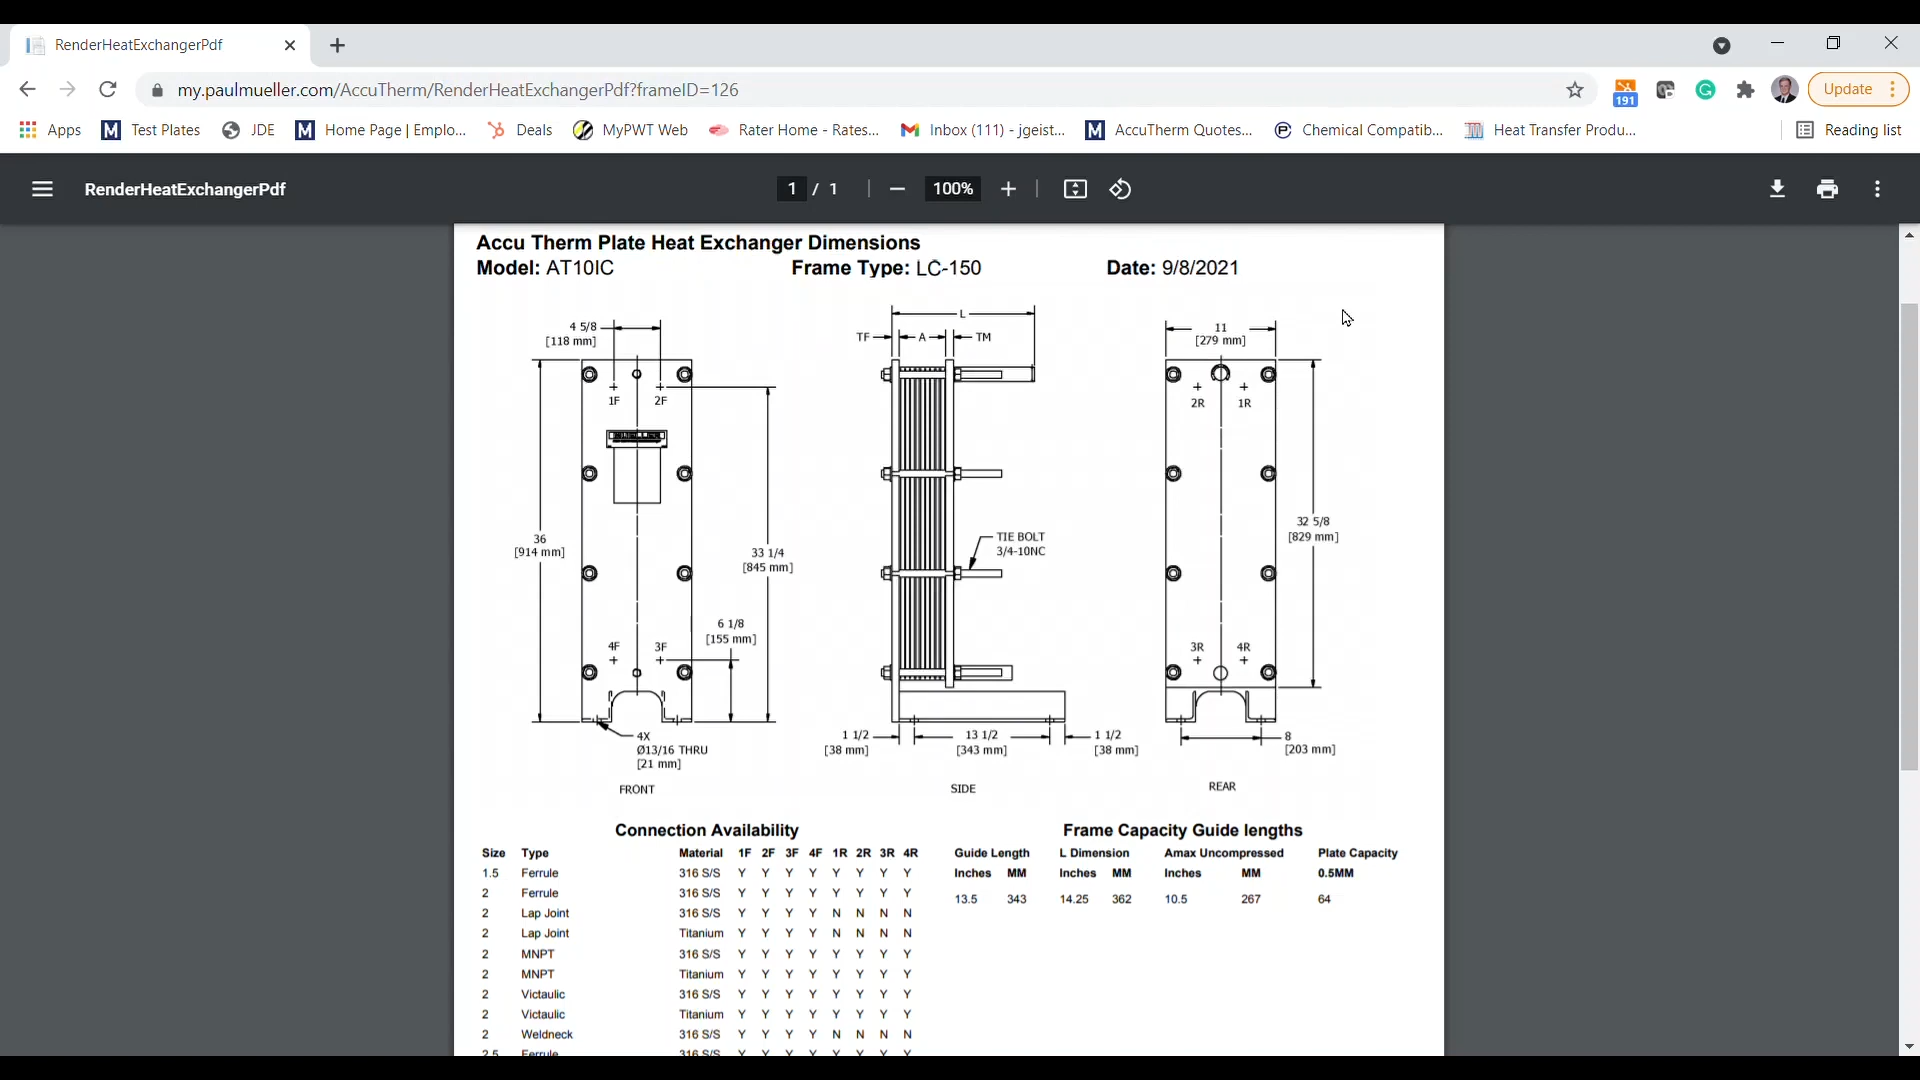 RenderHeatExchangerPdf
my.paulmueller.com/AccuTherm/RenderHeatExchangerPdf?frameID=126
191
Update
Apps
Test Plates
JDE
Home Page | Emplo...
Deals
MyPWT Web
Rater Home - Rates...
Inbox (111) - jgeist...
AccuTherm Quotes...
Chemical Compatib...
Heat Transfer Produ...
Reading list
RenderHeatExchangerPdf
1 / 1
100%
Accu Therm Plate Heat Exchanger Dimensions
Model: AT10IC Frame Type: LC-150 Date: 9/8/2021
4 5/8
[118 mm]
1F 2F
36
[914 mm]
33 1/4
[845 mm]
6 1/8
[155 mm]
4F 3F
4X
Ø13/16 THRU
[21 mm]
FRONT
L
TF A TM
TIE BOLT
3/4-10NC
1 1/2
[38 mm]
13 1/2
[343 mm]
1 1/2
[38 mm]
SIDE
11
[279 mm]
2R 1R
32 5/8
[829 mm]
3R 4R
8
[203 mm]
REAR
Connection Availability
Size Type Material 1F 2F 3F 4F 1R 2R 3R 4R
1.5 Ferrule 316 S/S Y Y Y Y Y Y Y Y
2 Ferrule 316 S/S Y Y Y Y Y Y Y Y
2 Lap Joint 316 S/S Y Y Y Y N N N N
2 Lap Joint Titanium Y Y Y Y N N N N
2 MNPT 316 S/S Y Y Y Y Y Y Y Y
2 MNPT Titanium Y Y Y Y Y Y Y Y
2 Victaulic 316 S/S Y Y Y Y Y Y Y Y
2 Victaulic Titanium Y Y Y Y Y Y Y Y
2 Weldneck 316 S/S Y Y Y Y N N N N
2.5 Ferrule 316 S/S Y Y Y Y Y Y Y Y
Frame Capacity Guide lengths
Guide Length L Dimension Amax Uncompressed Plate Capacity
Inches MM Inches MM Inches MM 0.5MM
13.5 343 14.25 362 10.5 267 64